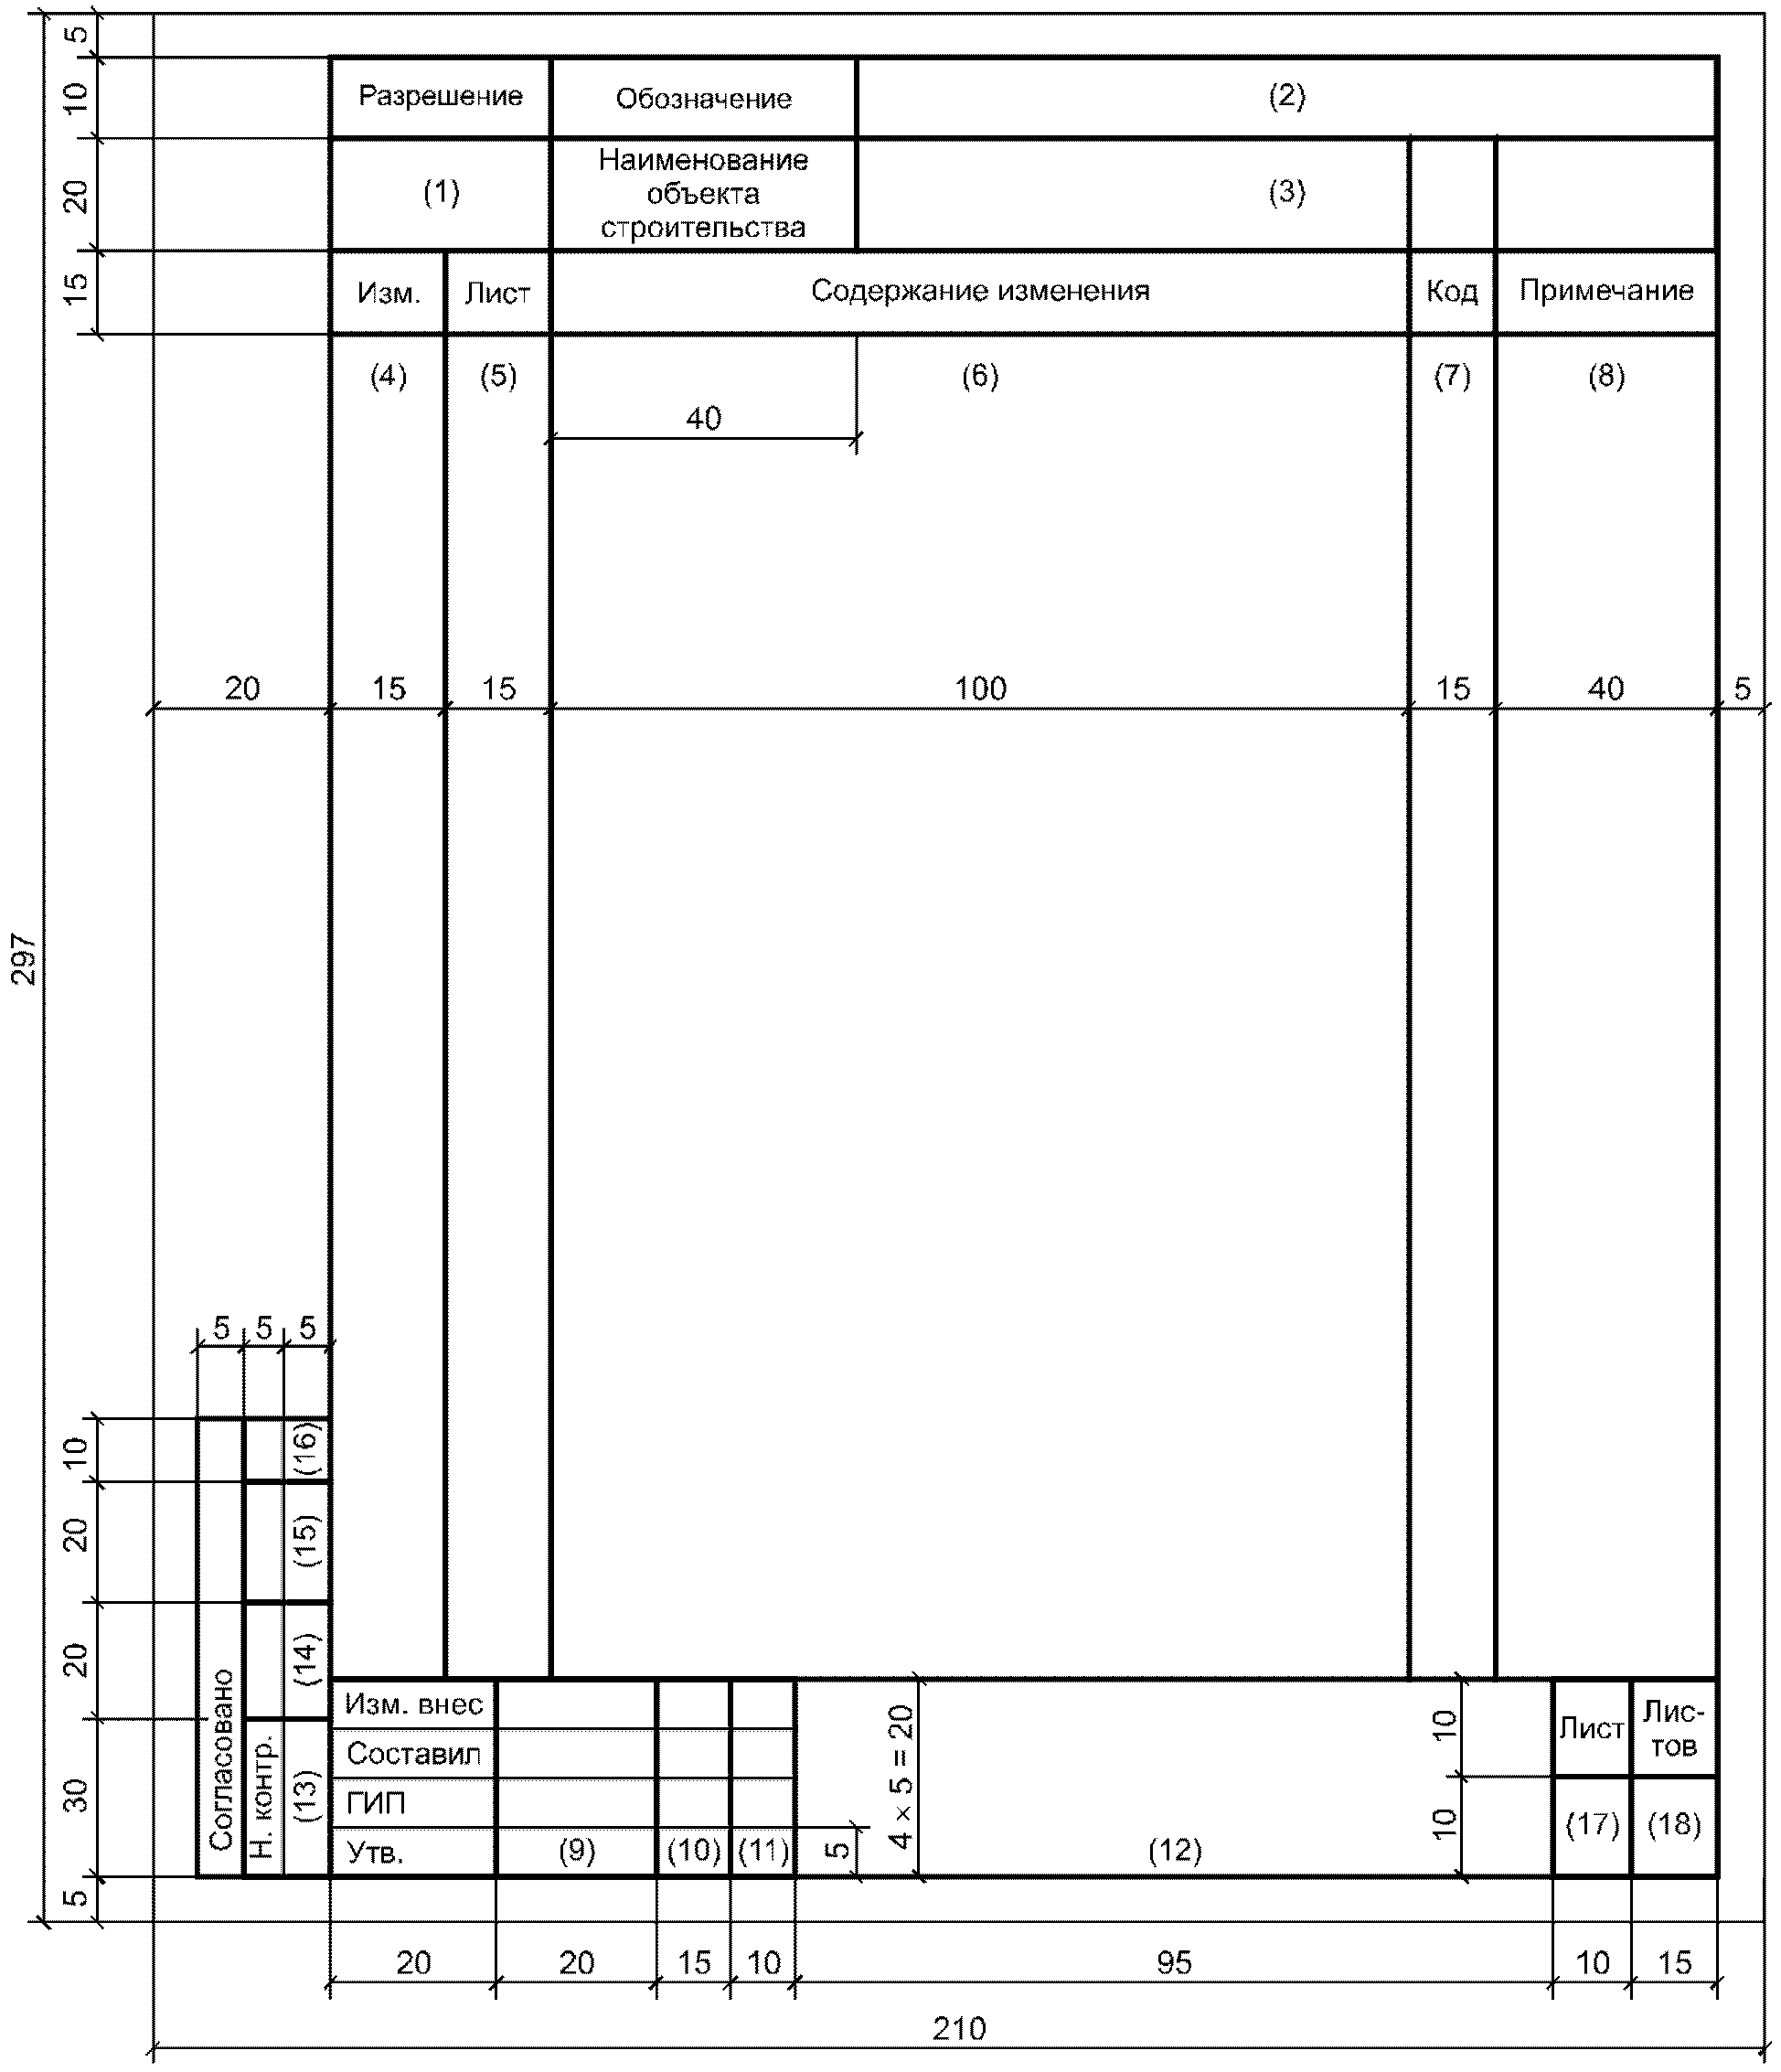 5
10
Разрешение
Обозначение
(2)
20
(1)
Наименование
объекта
строительства
(3)
15
Изм.
Лист
Содержание изменения
Код
Примечание
(4)
(5)
(6)
(7)
(8)
40
20
15
15
100
15
40
5
297
5
5
5
10
(16)
20
(15)
20
(14)
30
Согласовано
Н. контр.
(13)
5
Изм. внес
Составил
ГИП
Утв.
(9)
(10)
(11)
5
4 × 5 = 20
(12)
10
10
Лист
Лис-
тов
(17)
(18)
20
20
15
10
95
10
15
210